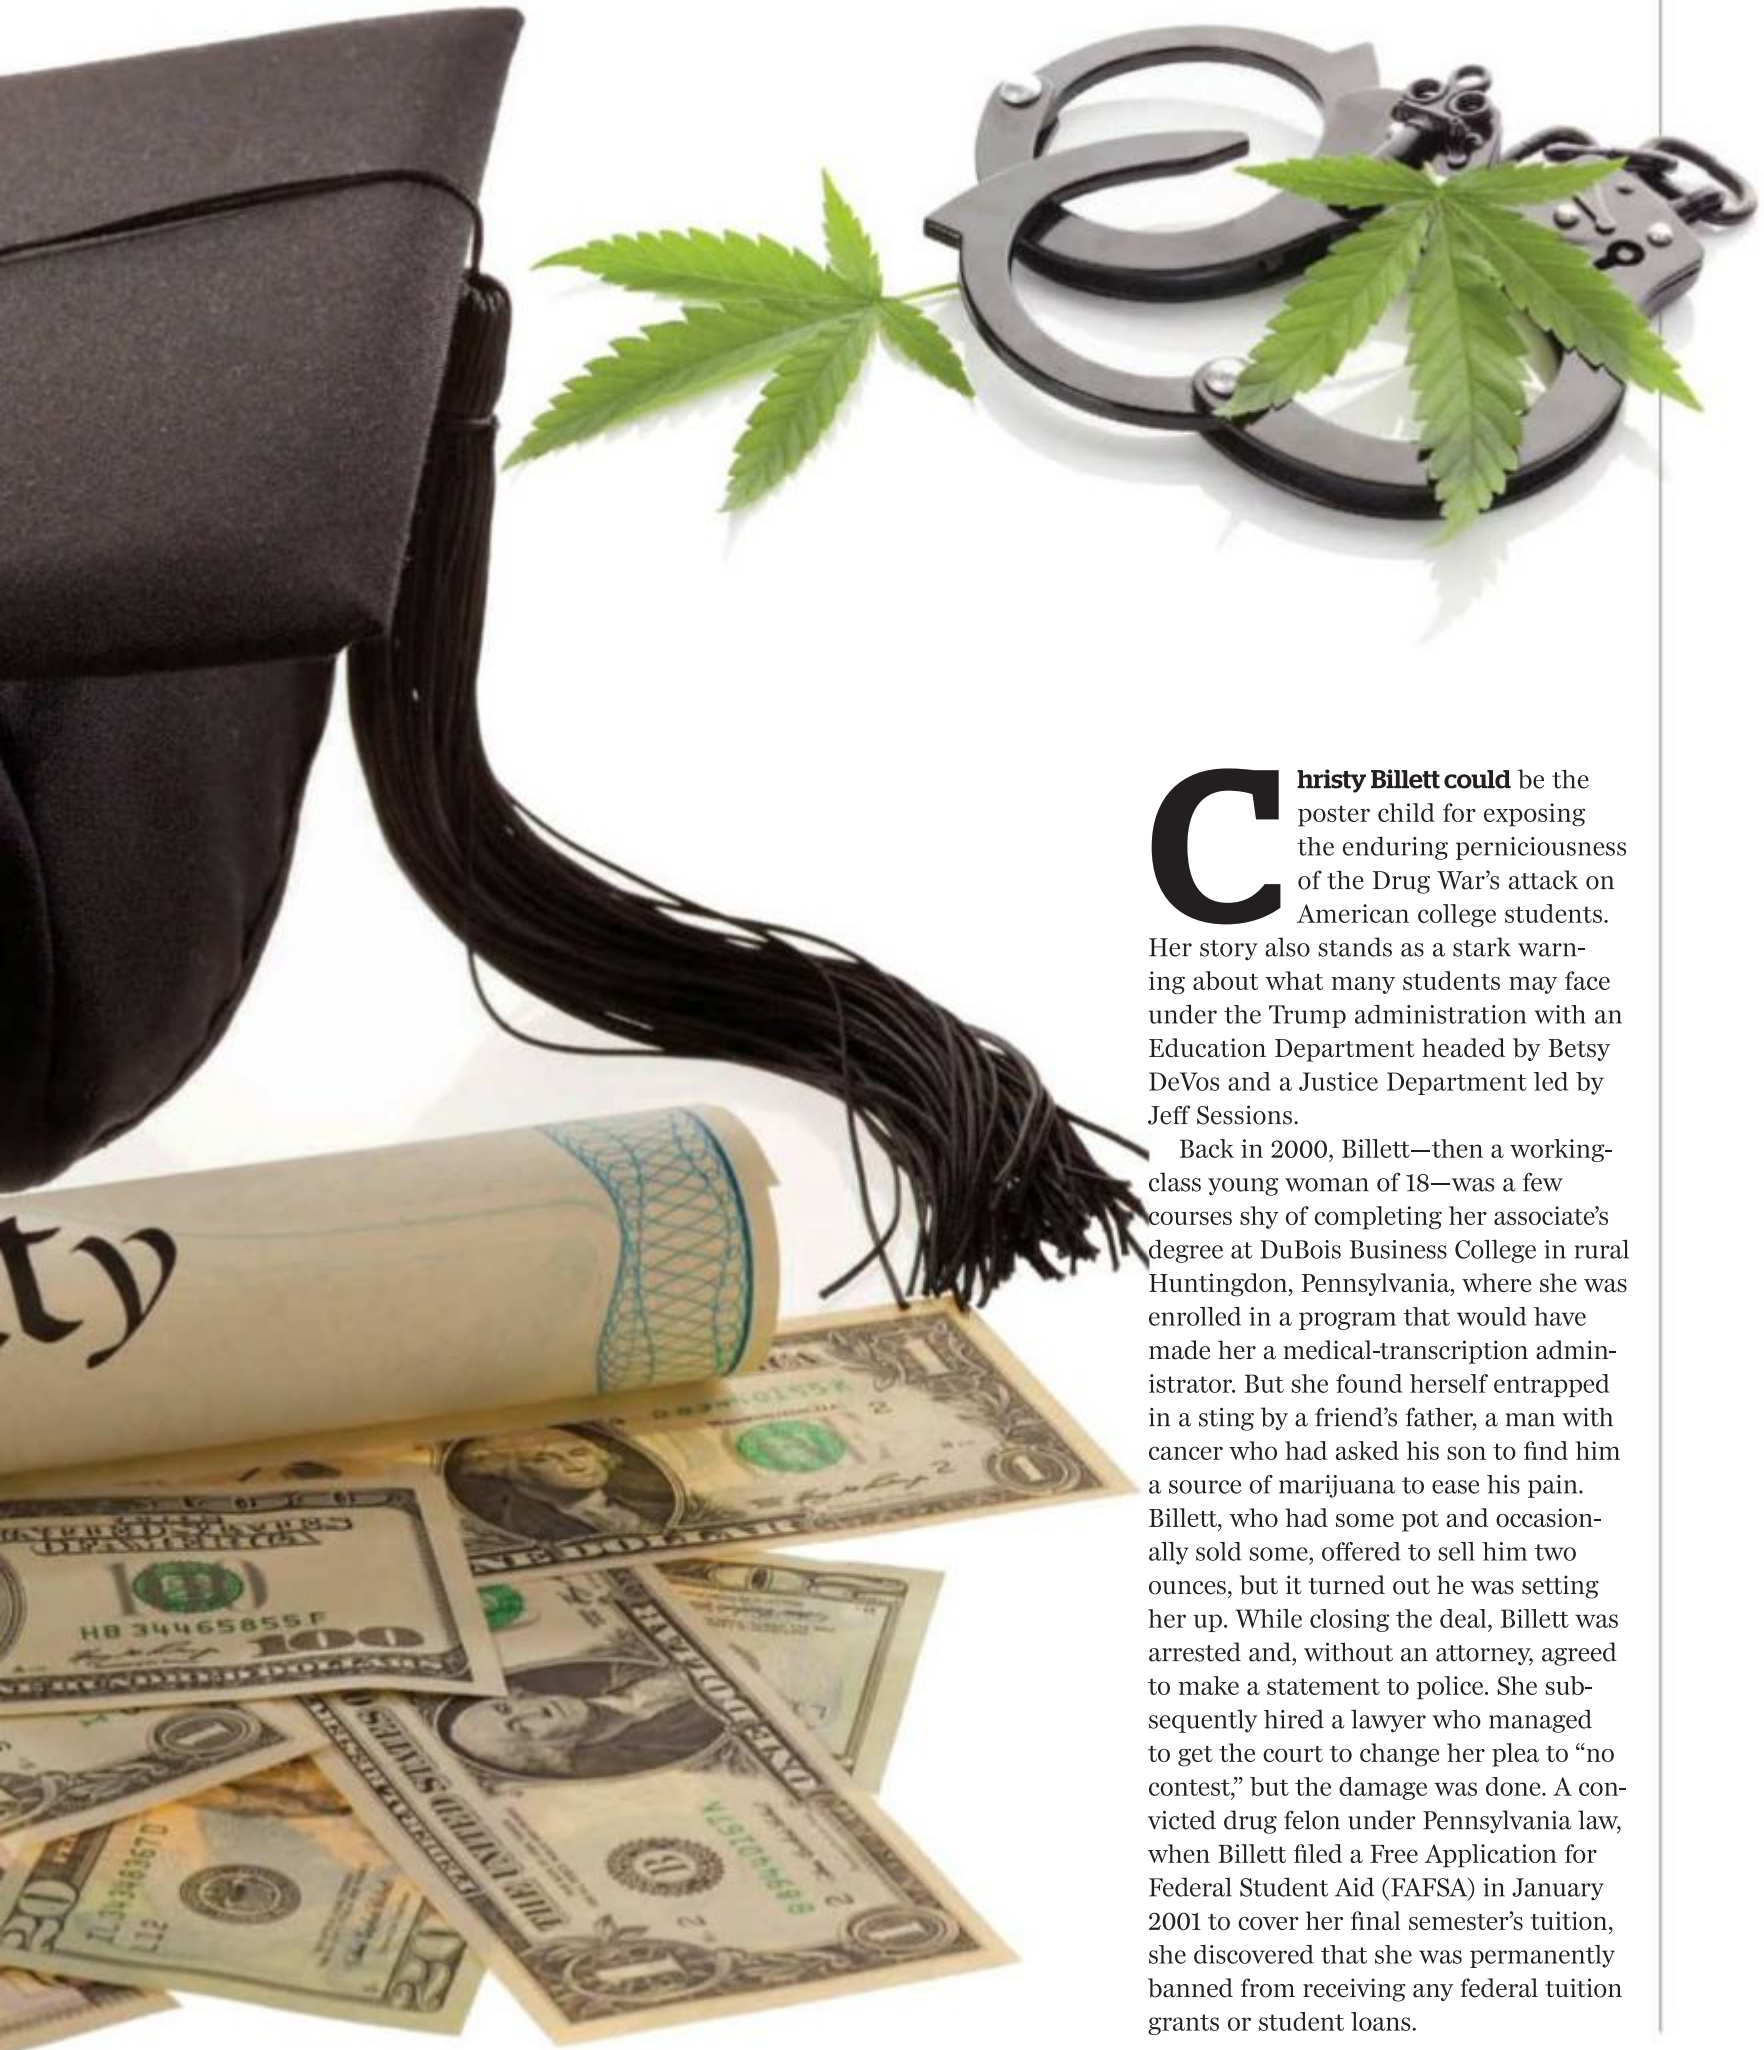 Christy Billett could be the
poster child for exposing
the enduring perniciousness
of the Drug War’s attack on
American college students.
Her story also stands as a stark warn-
ing about what many students may face
under the Trump administration with an
Education Department headed by Betsy
DeVos and a Justice Department led by
Jeff Sessions.
Back in 2000, Billett—then a working-
class young woman of 18—was a few
courses shy of completing her associate’s
degree at DuBois Business College in rural
Huntingdon, Pennsylvania, where she was
enrolled in a program that would have
made her a medical-transcription admin-
istrator. But she found herself entrapped
in a sting by a friend’s father, a man with
cancer who had asked his son to find him
a source of marijuana to ease his pain.
Billett, who had some pot and occasion-
ally sold some, offered to sell him two
ounces, but it turned out he was setting
her up. While closing the deal, Billett was
arrested and, without an attorney, agreed
to make a statement to police. She sub-
sequently hired a lawyer who managed
to get the court to change her plea to “no
contest,” but the damage was done. A con-
victed drug felon under Pennsylvania law,
when Billett filed a Free Application for
Federal Student Aid (FAFSA) in January
2001 to cover her final semester’s tuition,
she discovered that she was permanently
banned from receiving any federal tuition
grants or student loans.
ty
HB 34465855 F
100
THE UNITED STATES O
B